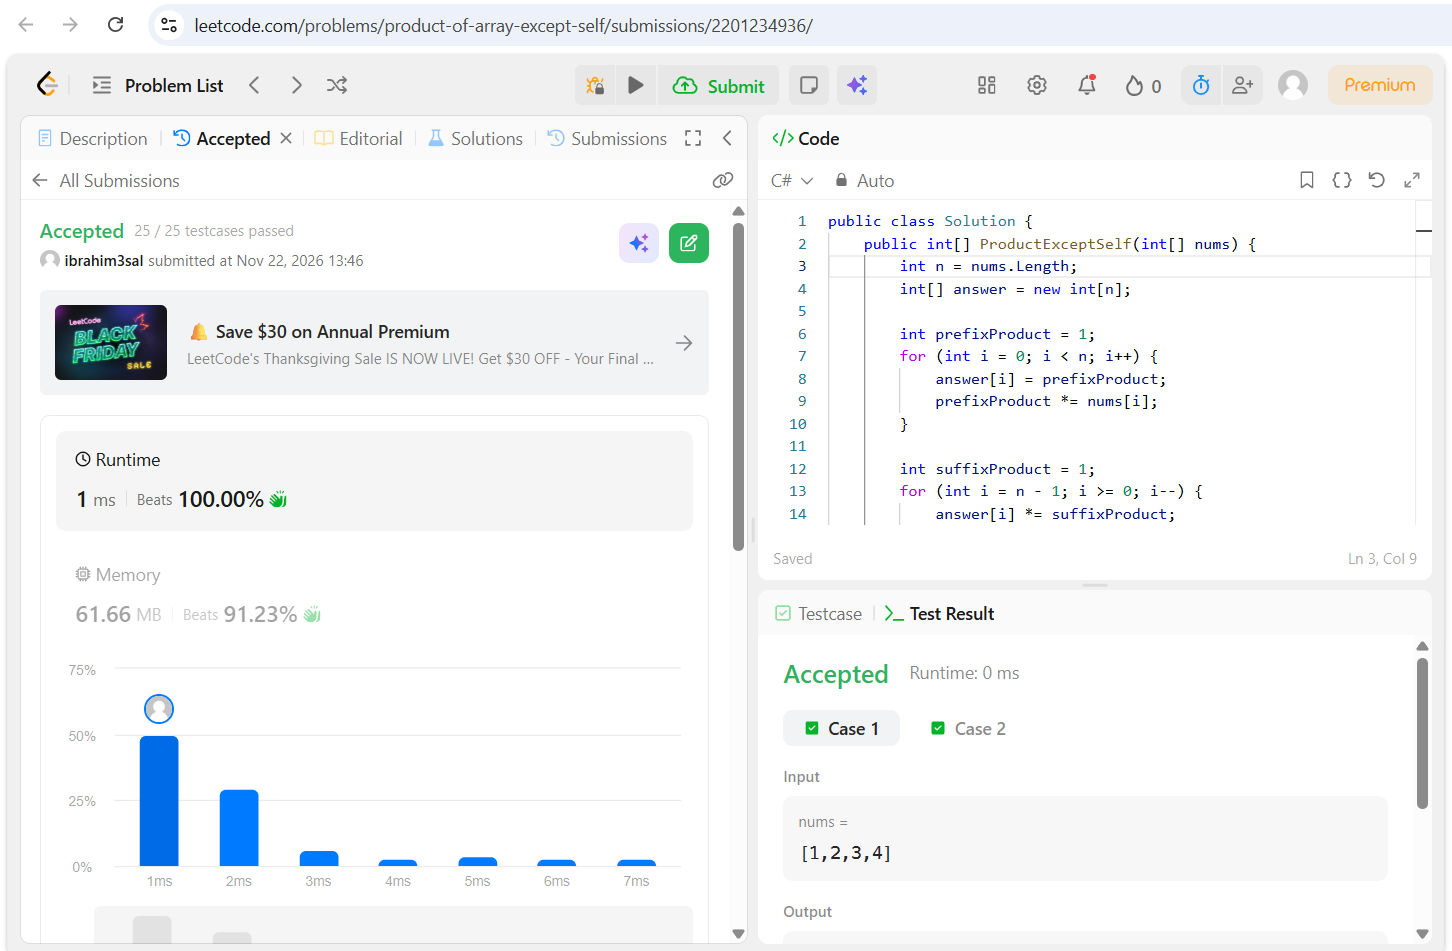 leetcode.com/problems/product-of-array-except-self/submissions/2201234936/
Problem List
Submit
0
Premium
Description
Accepted
Editorial
Solutions
Submissions
All Submissions
Accepted 25 / 25 testcases passed
ibrahim3sal submitted at Nov 22, 2026 13:46
LeetCode
BLACK
FRIDAY
SALE
Save $30 on Annual Premium
LeetCode's Thanksgiving Sale IS NOW LIVE! Get $30 OFF - Your Final ...
Runtime
1 ms Beats 100.00%
Memory
61.66 MB Beats 91.23%
75%
50%
25%
0%
1ms 2ms 3ms 4ms 5ms 6ms 7ms
</> Code
C# Auto
1 public class Solution {
2 public int[] ProductExceptSelf(int[] nums) {
3 int n = nums.Length;
4 int[] answer = new int[n];
5
6 int prefixProduct = 1;
7 for (int i = 0; i < n; i++) {
8 answer[i] = prefixProduct;
9 prefixProduct *= nums[i];
10 }
11
12 int suffixProduct = 1;
13 for (int i = n - 1; i >= 0; i--) {
14 answer[i] *= suffixProduct;
Saved Ln 3, Col 9
Testcase
Test Result
Accepted Runtime: 0 ms
Case 1 Case 2
Input
nums =
[1,2,3,4]
Output